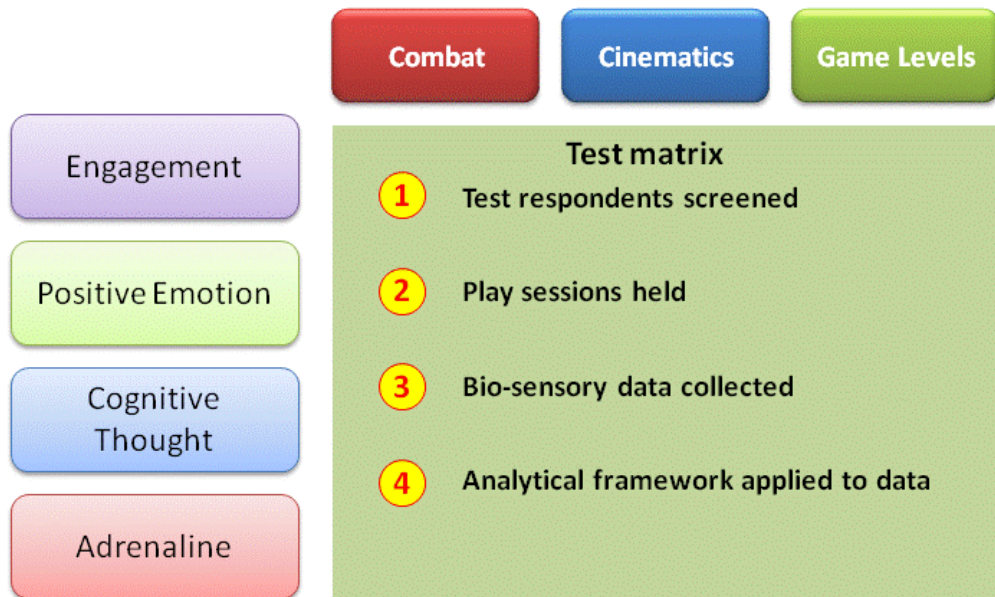 Combat
Cinematics
Game Levels
Engagement
Positive Emotion
Cognitive
Thought
Adrenaline
Test matrix
1 Test respondents screened
2 Play sessions held
3 Bio-sensory data collected
4 Analytical framework applied to data